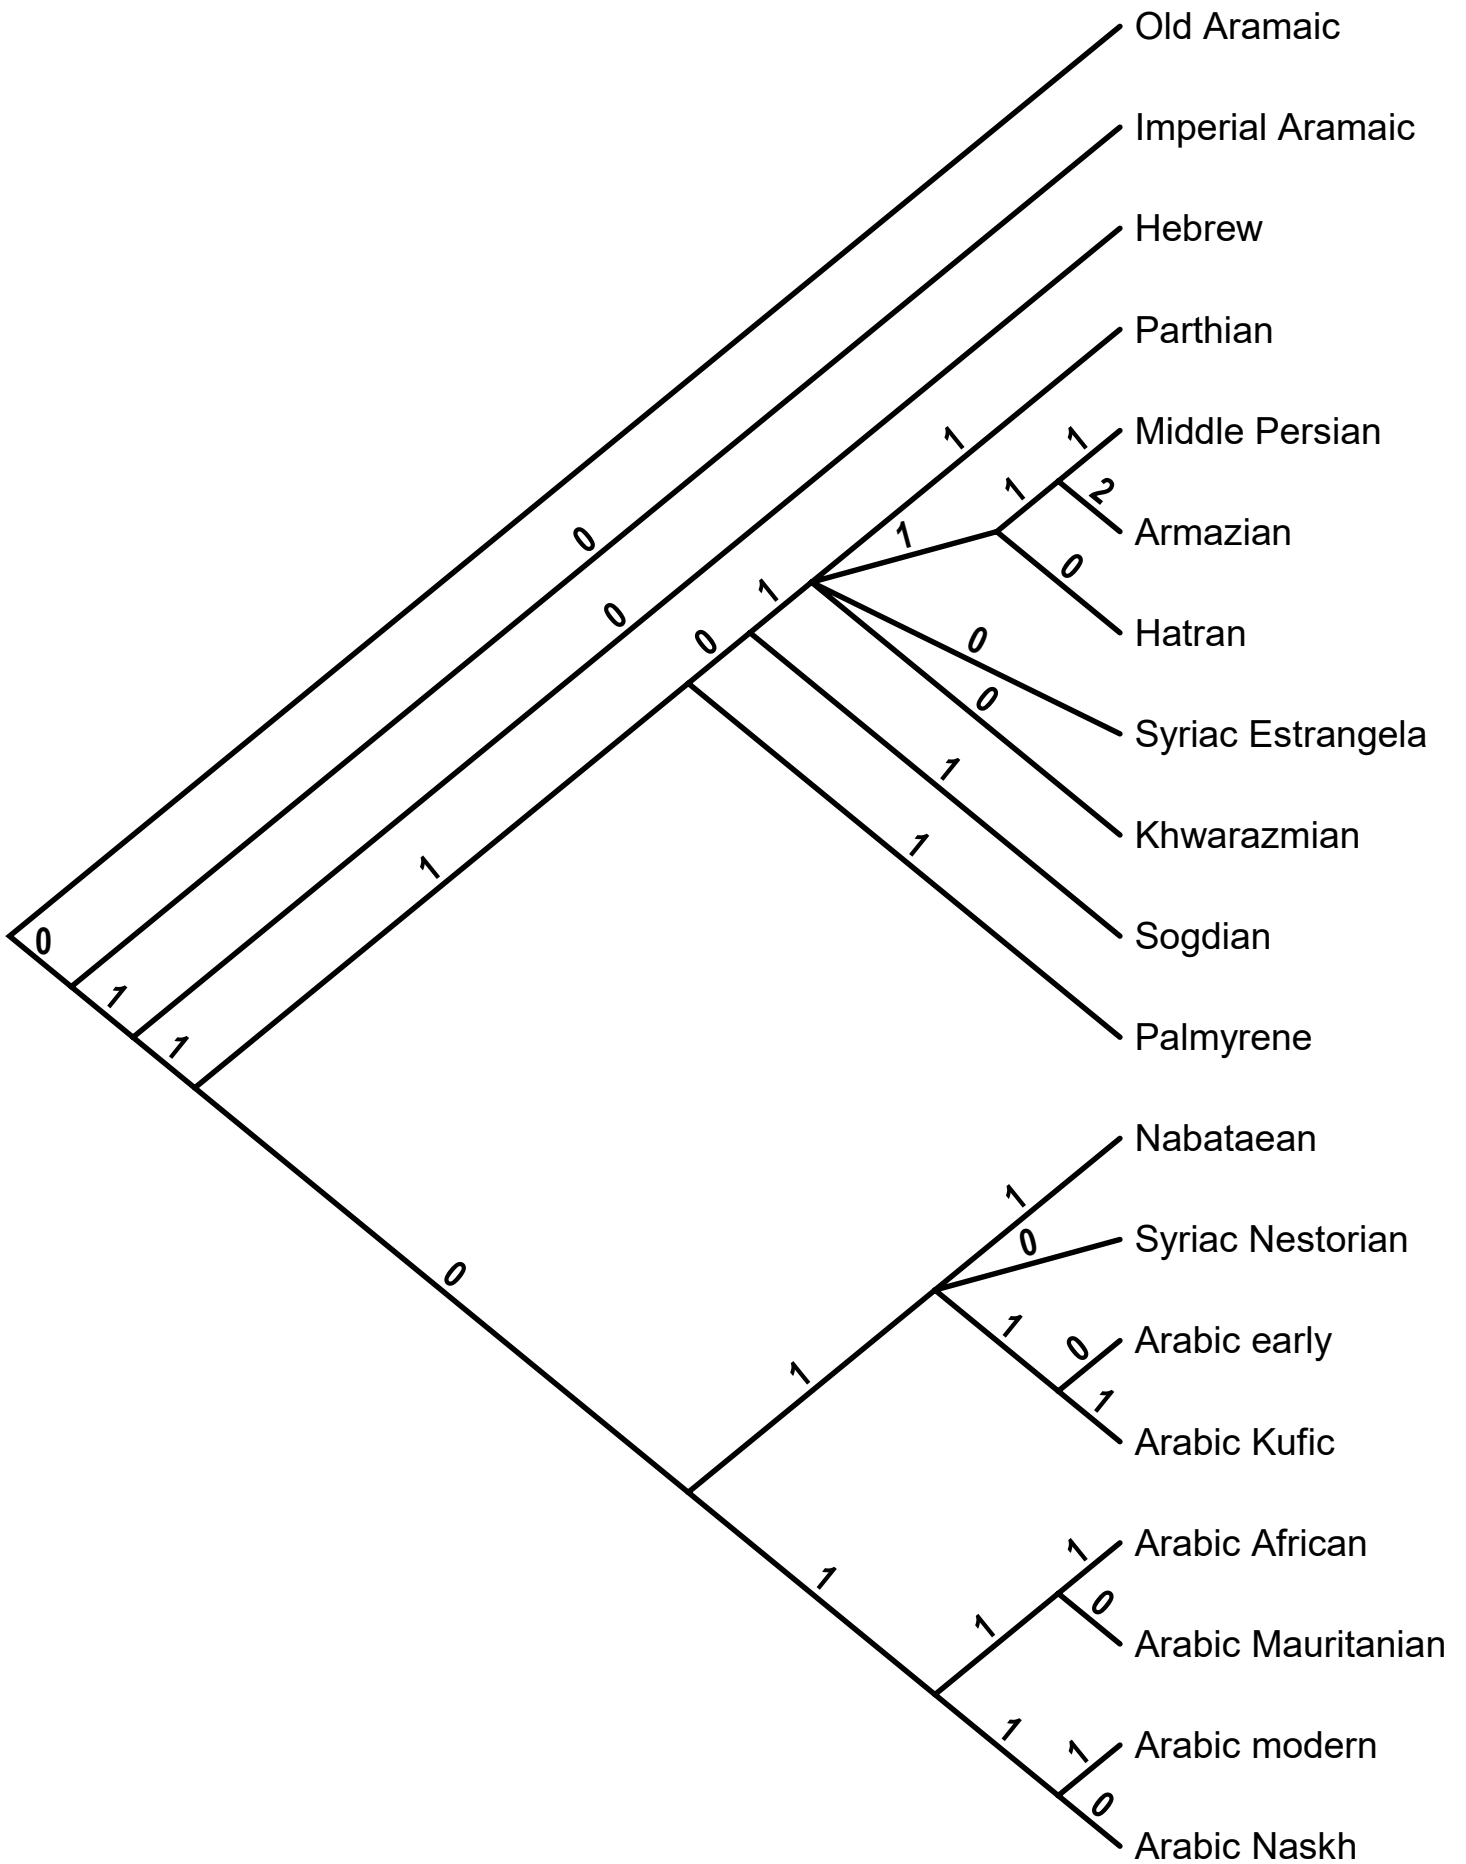 Old Aramaic
Imperial Aramaic
Hebrew
Parthian
1
1
Middle Persian
1
2
Armazian
1
0
0
Hatran
1
0
0
0
Syriac Estrangela
0
1
Khwarazmian
1
1
Sogdian
0
1
Palmyrene
1
Nabataean
1
0
Syriac Nestorian
0
1
0
Arabic early
1
1
Arabic Kufic
1
Arabic African
1
0
1
Arabic Mauritanian
1
1
Arabic modern
0
Arabic Naskh